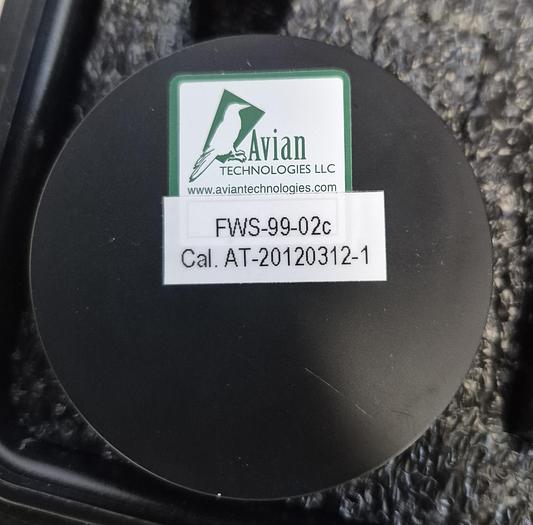 Avian
TECHNOLOGIES LLC
www.aviantechnologies.com
FWS-99-02c
Cal. AT-20120312-1